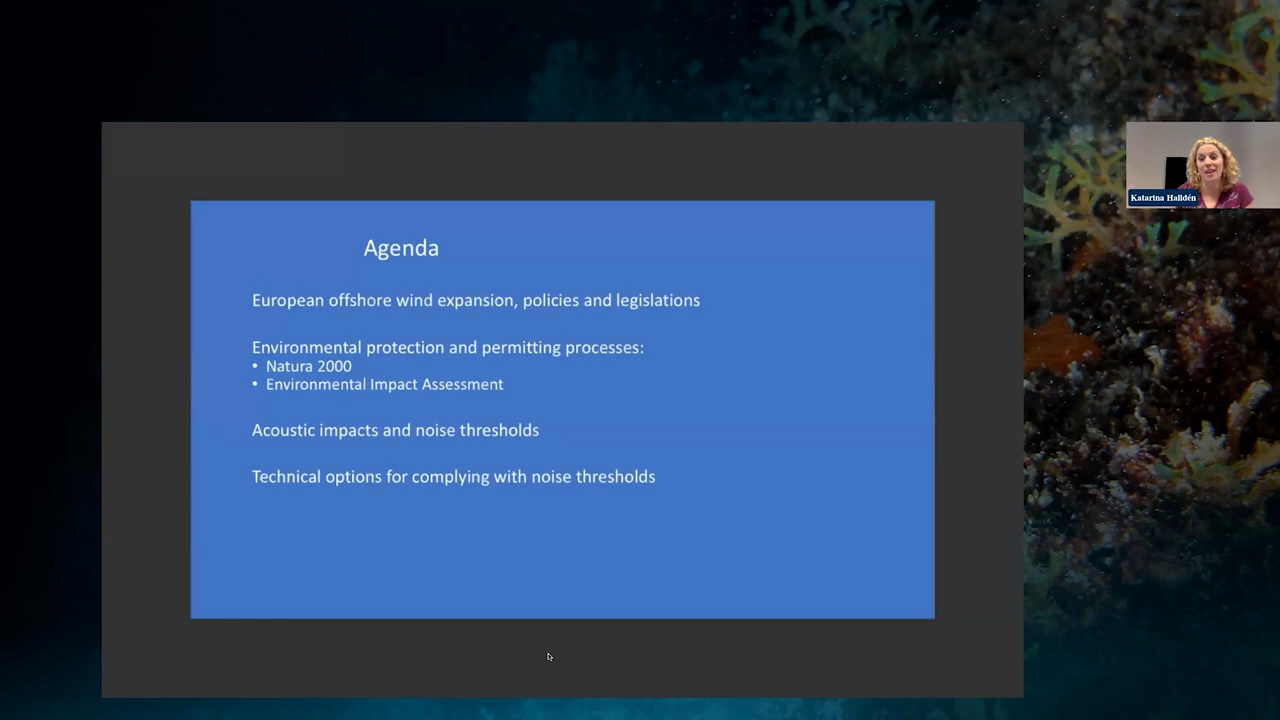 Agenda
European offshore wind expansion, policies and legislations
Environmental protection and permitting processes:
• Natura 2000
• Environmental Impact Assessment
Acoustic impacts and noise thresholds
Technical options for complying with noise thresholds
Katarina Halldén